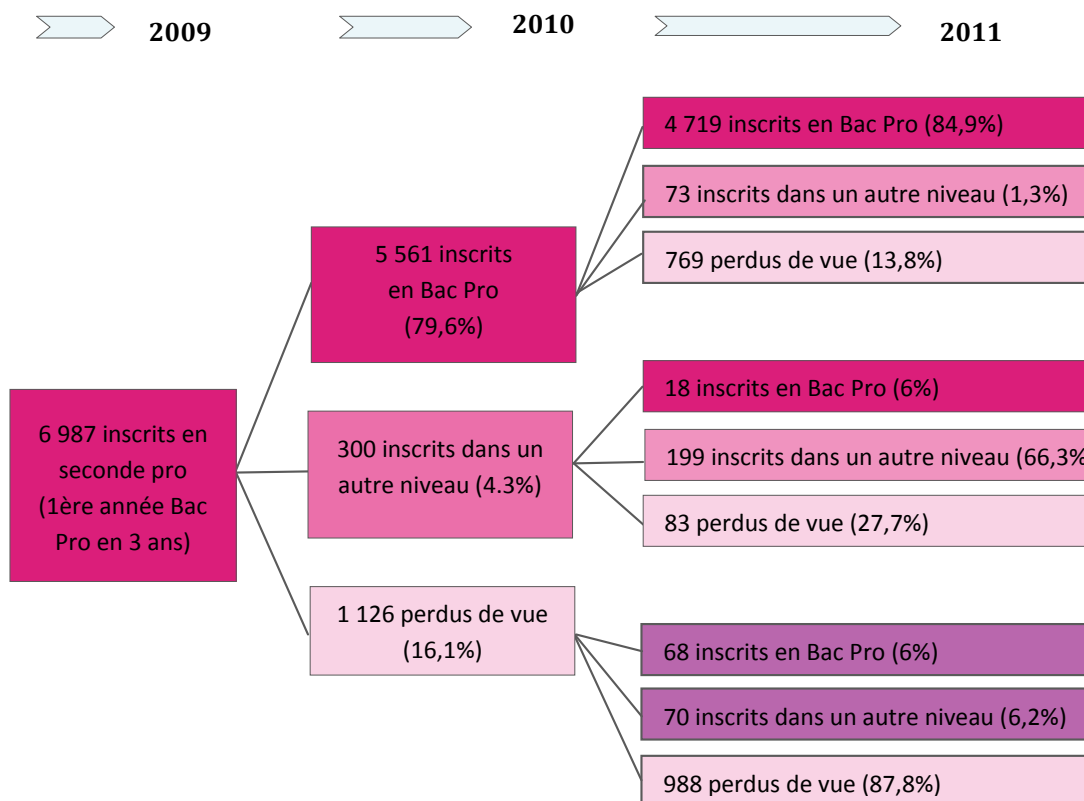 2009
2010
2011
6 987 inscrits en
seconde pro
(1ère année Bac
Pro en 3 ans)
5 561 inscrits
en Bac Pro
(79,6%)
4 719 inscrits en Bac Pro (84,9%)
73 inscrits dans un autre niveau (1,3%)
769 perdus de vue (13,8%)
300 inscrits dans un
autre niveau (4.3%)
18 inscrits en Bac Pro (6%)
199 inscrits dans un autre niveau (66,3%
83 perdus de vue (27,7%)
1 126 perdus de vue
(16,1%)
68 inscrits en Bac Pro (6%)
70 inscrits dans un autre niveau (6,2%)
988 perdus de vue (87,8%)